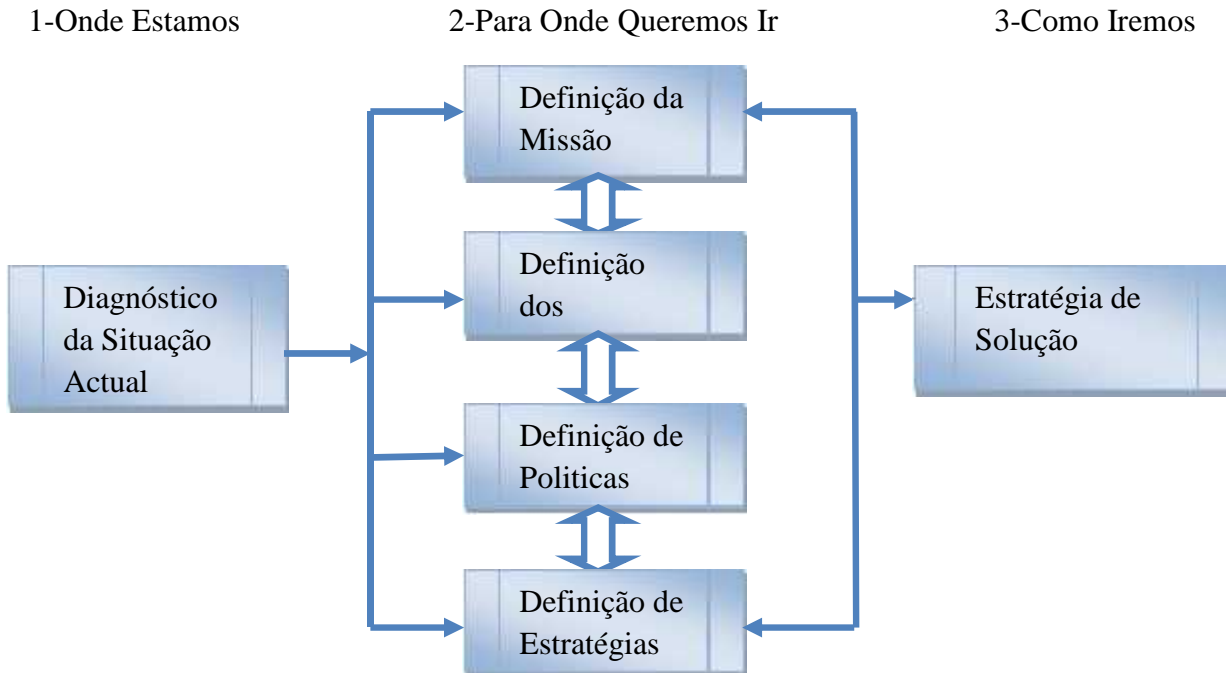 1-Onde Estamos
2-Para Onde Queremos Ir
3-Como Iremos
Definição da
Missão
Definição
dos
Diagnóstico
da Situação
Actual
Estratégia de
Solução
Definição de
Politicas
Definição de
Estratégias